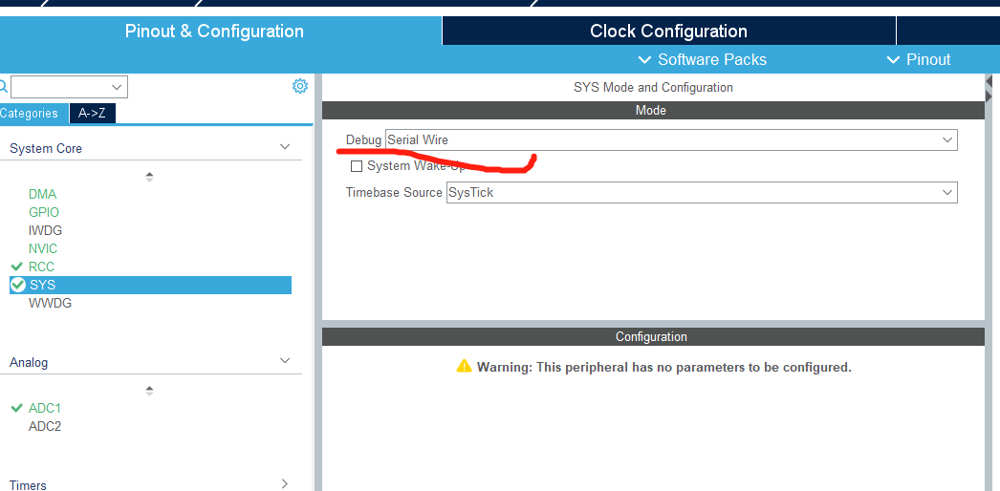 Pinout & Configuration
Clock Configuration
Software Packs
Pinout
SYS Mode and Configuration
Categories
A->Z
Mode
System Core
Debug Serial Wire
System Wake-Up
Timebase Source SysTick
DMA
GPIO
IWDG
NVIC
RCC
SYS
WWDG
Configuration
Warning: This peripheral has no parameters to be configured.
Analog
ADC1
ADC2
Timers